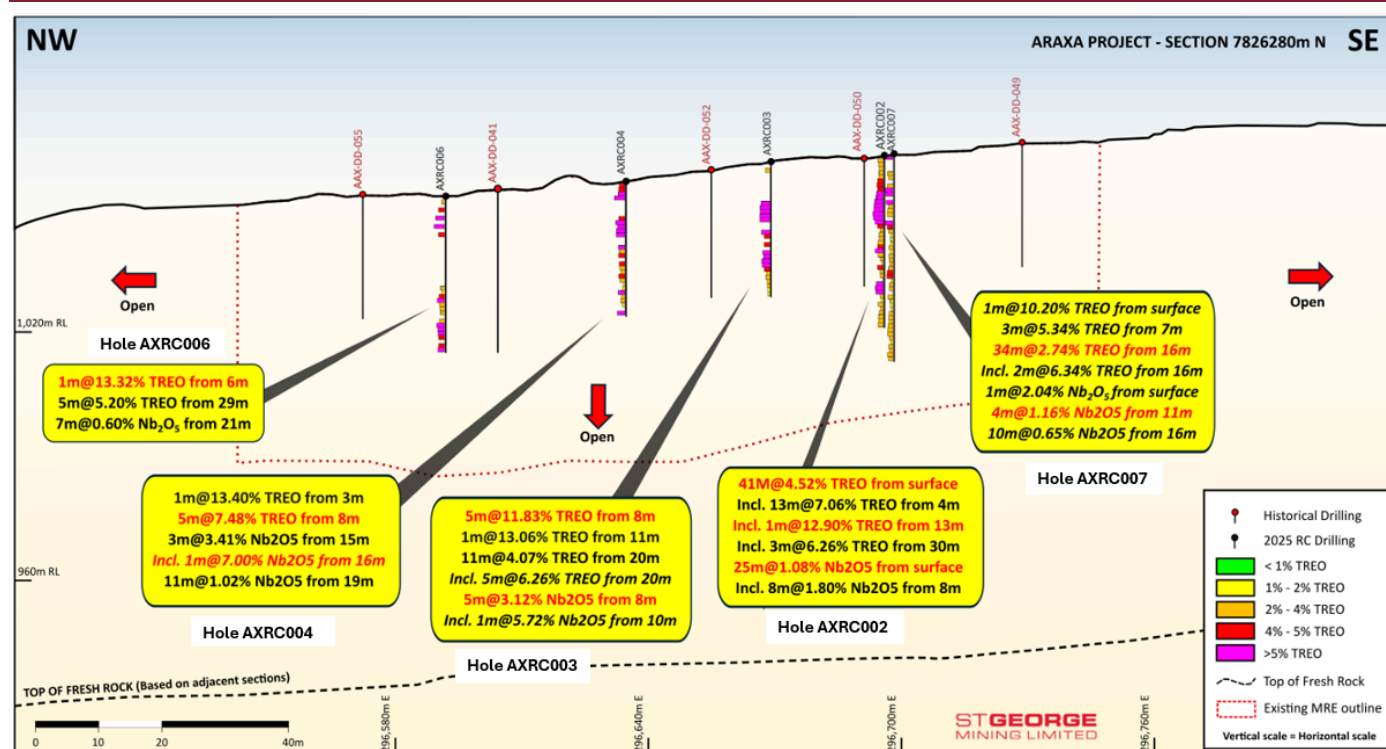 NW
ARAXA PROJECT - SECTION 7826280m N
SE
AAX-DD-055
AXRC006
AAX-DD-041
AXRC004
AAX-DD-052
AXRC003
AAX-DD-050
AXRC002
AXRC007
AAX-DD-049
Open
Open
Open
1,020m RL
960m RL
Hole AXRC006
1m@13.32% TREO from 6m
5m@5.20% TREO from 29m
7m@0.60% Nb₂O₅ from 21m
1m@13.40% TREO from 3m
5m@7.48% TREO from 8m
3m@3.41% Nb2O5 from 15m
Incl. 1m@7.00% Nb2O5 from 16m
11m@1.02% Nb2O5 from 19m
Hole AXRC004
5m@11.83% TREO from 8m
1m@13.06% TREO from 11m
11m@4.07% TREO from 20m
Incl. 5m@6.26% TREO from 20m
5m@3.12% Nb2O5 from 8m
Incl. 1m@5.72% Nb2O5 from 10m
Hole AXRC003
41M@4.52% TREO from surface
Incl. 13m@7.06% TREO from 4m
Incl. 1m@12.90% TREO from 13m
Incl. 3m@6.26% TREO from 30m
25m@1.08% Nb2O5 from surface
Incl. 8m@1.80% Nb2O5 from 8m
Hole AXRC002
1m@10.20% TREO from surface
3m@5.34% TREO from 7m
34m@2.74% TREO from 16m
Incl. 2m@6.34% TREO from 16m
1m@2.04% Nb₂O₅ from surface
4m@1.16% Nb2O5 from 11m
10m@0.65% Nb2O5 from 16m
Hole AXRC007
Historical Drilling
2025 RC Drilling
< 1% TREO
1% - 2% TREO
2% - 4% TREO
4% - 5% TREO
>5% TREO
Top of Fresh Rock
Existing MRE outline
Vertical scale = Horizontal scale
TOP OF FRESH ROCK (Based on adjacent sections)
0 10 20 40m
296,580m E
296,640m E
296,700m E
296,760m E
STGEORGE
MINING LIMITED